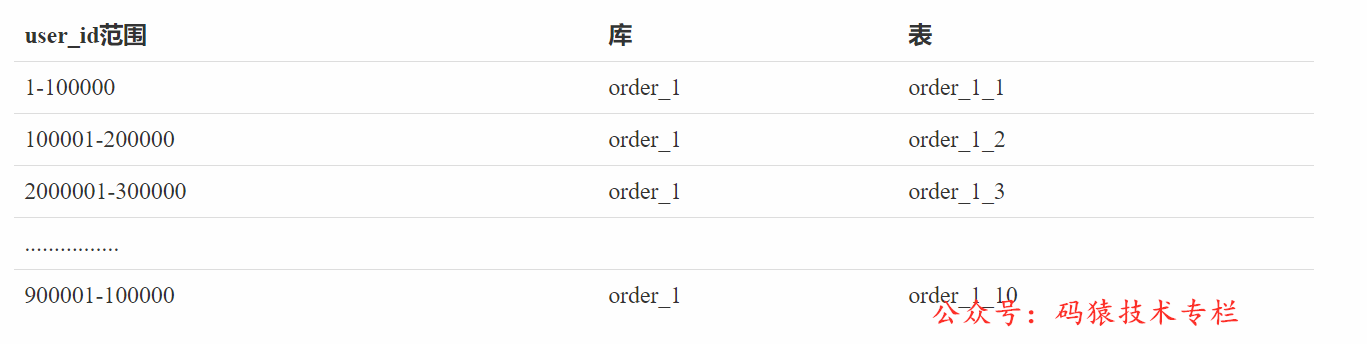 user_id范围 库 表
1-100000 order_1 order_1_1
100001-200000 order_1 order_1_2
2000001-300000 order_1 order_1_3
................
900001-100000 order_1 order_1_10
公众号：码猿技术专栏